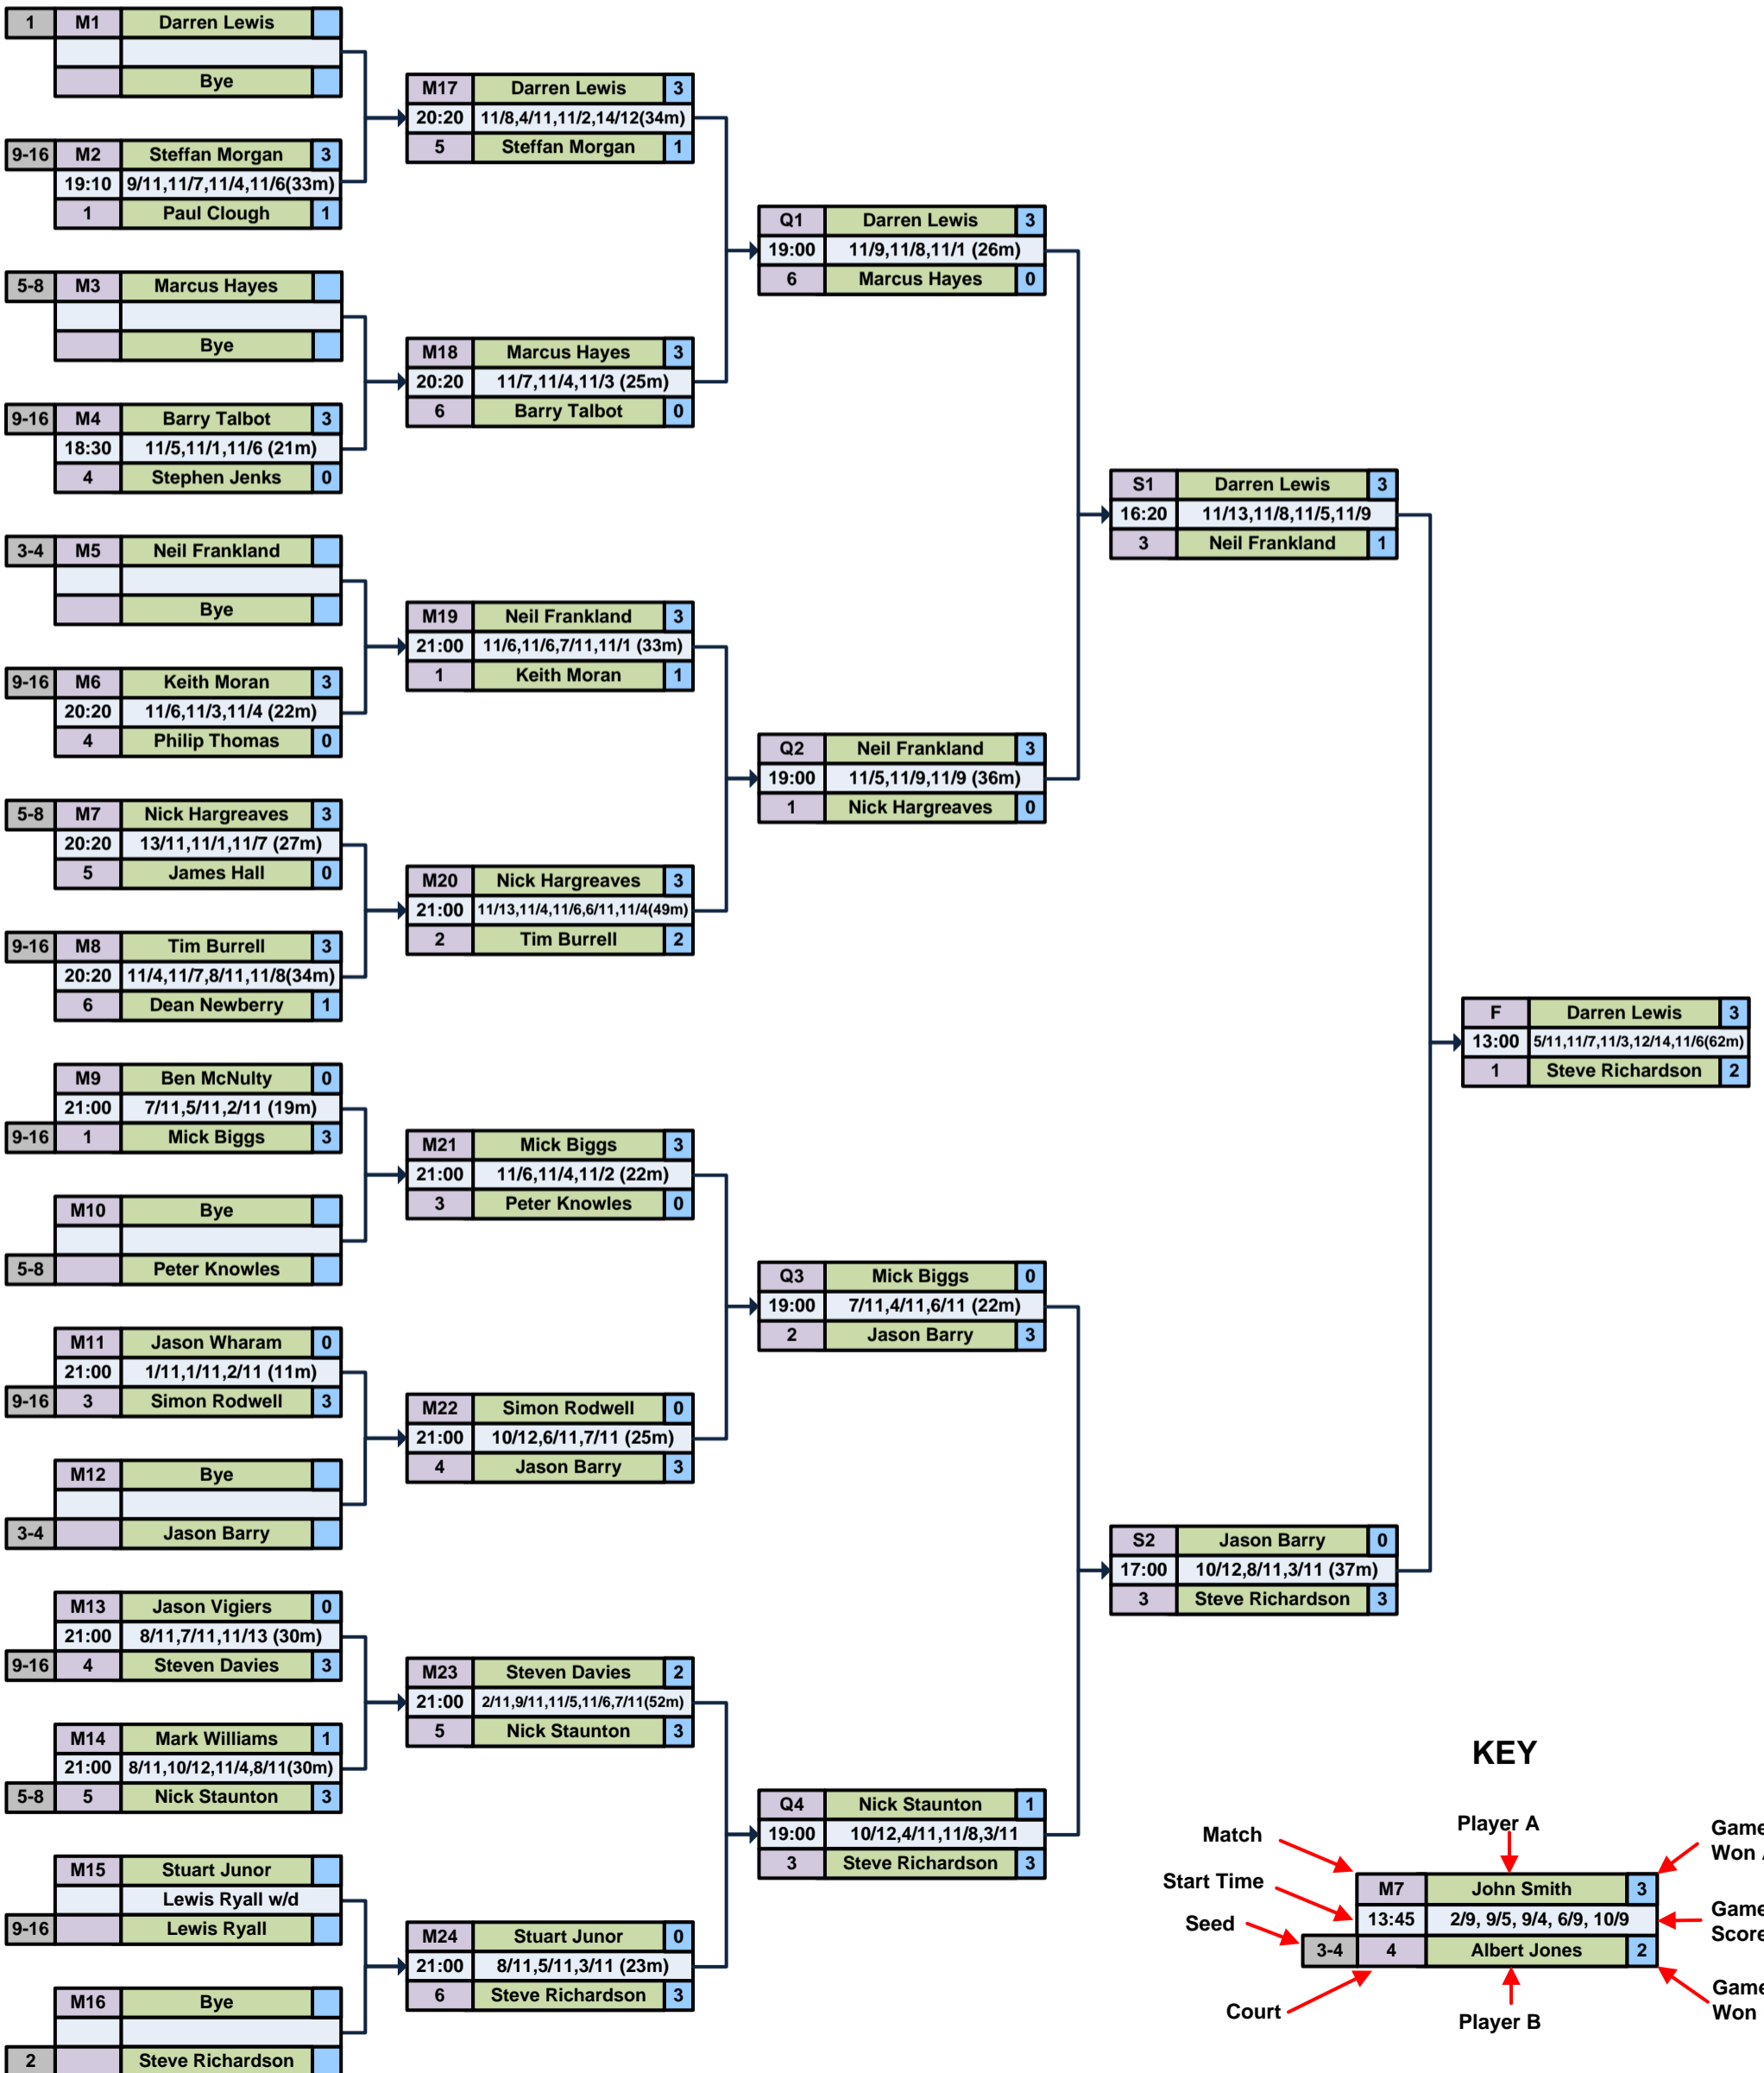 1 M1 Darren Lewis
Bye
9-16 M2 Steffan Morgan 3
19:10 9/11,11/7,11/4,11/6(33m)
1 Paul Clough 1
5-8 M3 Marcus Hayes
Bye
9-16 M4 Barry Talbot 3
18:30 11/5,11/1,11/6 (21m)
4 Stephen Jenks 0
3-4 M5 Neil Frankland
Bye
9-16 M6 Keith Moran 3
20:20 11/6,11/3,11/4 (22m)
4 Philip Thomas 0
5-8 M7 Nick Hargreaves 3
20:20 13/11,11/1,11/7 (27m)
5 James Hall 0
9-16 M8 Tim Burrell 3
20:20 11/4,11/7,8/11,11/8(34m)
6 Dean Newberry 1
M9 Ben McNulty 0
21:00 7/11,5/11,2/11 (19m)
9-16 1 Mick Biggs 3
M10 Bye
5-8 Peter Knowles
M11 Jason Wharam 0
21:00 1/11,1/11,2/11 (11m)
9-16 3 Simon Rodwell 3
M12 Bye
3-4 Jason Barry
M13 Jason Vigiers 0
21:00 8/11,7/11,11/13 (30m)
9-16 4 Steven Davies 3
M14 Mark Williams 1
21:00 8/11,10/12,11/4,8/11(30m)
5-8 5 Nick Staunton 3
M15 Stuart Junor
Lewis Ryall w/d
9-16 Lewis Ryall
M16 Bye
2 Steve Richardson
M17 Darren Lewis 3
20:20 11/8,4/11,11/2,14/12(34m)
5 Steffan Morgan 1
M18 Marcus Hayes 3
20:20 11/7,11/4,11/3 (25m)
6 Barry Talbot 0
M19 Neil Frankland 3
21:00 11/6,11/6,7/11,11/1 (33m)
1 Keith Moran 1
M20 Nick Hargreaves 3
21:00 11/13,11/4,11/6,6/11,11/4(49m)
2 Tim Burrell 2
M21 Mick Biggs 3
21:00 11/6,11/4,11/2 (22m)
3 Peter Knowles 0
M22 Simon Rodwell 0
21:00 10/12,6/11,7/11 (25m)
4 Jason Barry 3
M23 Steven Davies 2
21:00 2/11,9/11,11/5,11/6,7/11(52m)
5 Nick Staunton 3
M24 Stuart Junor 0
21:00 8/11,5/11,3/11 (23m)
6 Steve Richardson 3
Q1 Darren Lewis 3
19:00 11/9,11/8,11/1 (26m)
6 Marcus Hayes 0
Q2 Neil Frankland 3
19:00 11/5,11/9,11/9 (36m)
1 Nick Hargreaves 0
Q3 Mick Biggs 0
19:00 7/11,4/11,6/11 (22m)
2 Jason Barry 3
Q4 Nick Staunton 1
19:00 10/12,4/11,11/8,3/11
3 Steve Richardson 3
S1 Darren Lewis 3
16:20 11/13,11/8,11/5,11/9
3 Neil Frankland 1
S2 Jason Barry 0
17:00 10/12,8/11,3/11 (37m)
3 Steve Richardson 3
F Darren Lewis 3
13:00 5/11,11/7,11/3,12/14,11/6(62m)
1 Steve Richardson 2
KEY
Player A
Match
Game
Won
Start Time
M7 John Smith 3
13:45 2/9, 9/5, 9/4, 6/9, 10/9
Game
Score
Seed
3-4 4 Albert Jones 2
Game
Won
Court
Player B